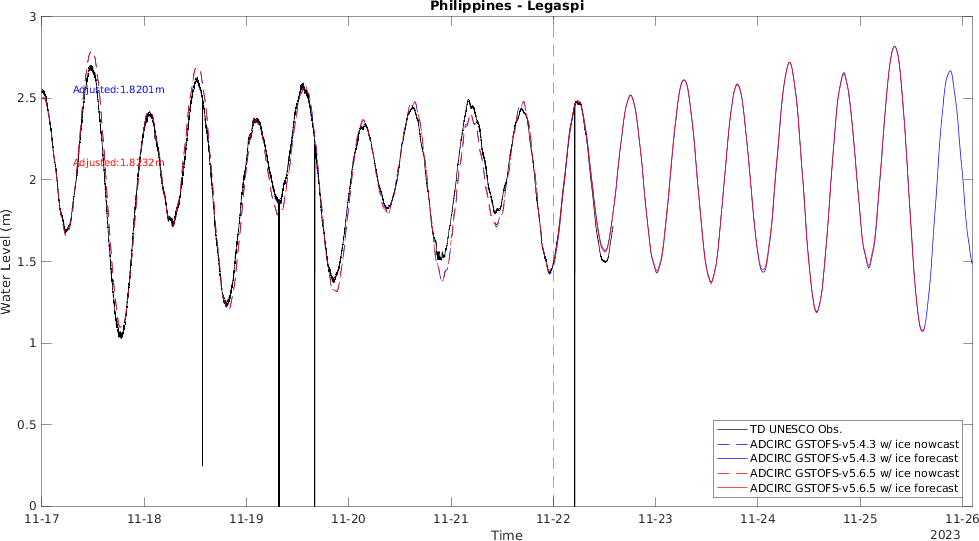 Philippines - Legaspi
3
2.5
2
1.5
1
0.5
0
Water Level (m)
Adjusted:1.8201m
Adjusted:1.8232m
TD UNESCO Obs.
ADCIRC GSTOFS-v5.4.3 w/ ice nowcast
ADCIRC GSTOFS-v5.4.3 w/ ice forecast
ADCIRC GSTOFS-v5.6.5 w/ ice nowcast
ADCIRC GSTOFS-v5.6.5 w/ ice forecast
11-17 11-18 11-19 11-20 11-21 11-22 11-23 11-24 11-25 11-26
Time
2023